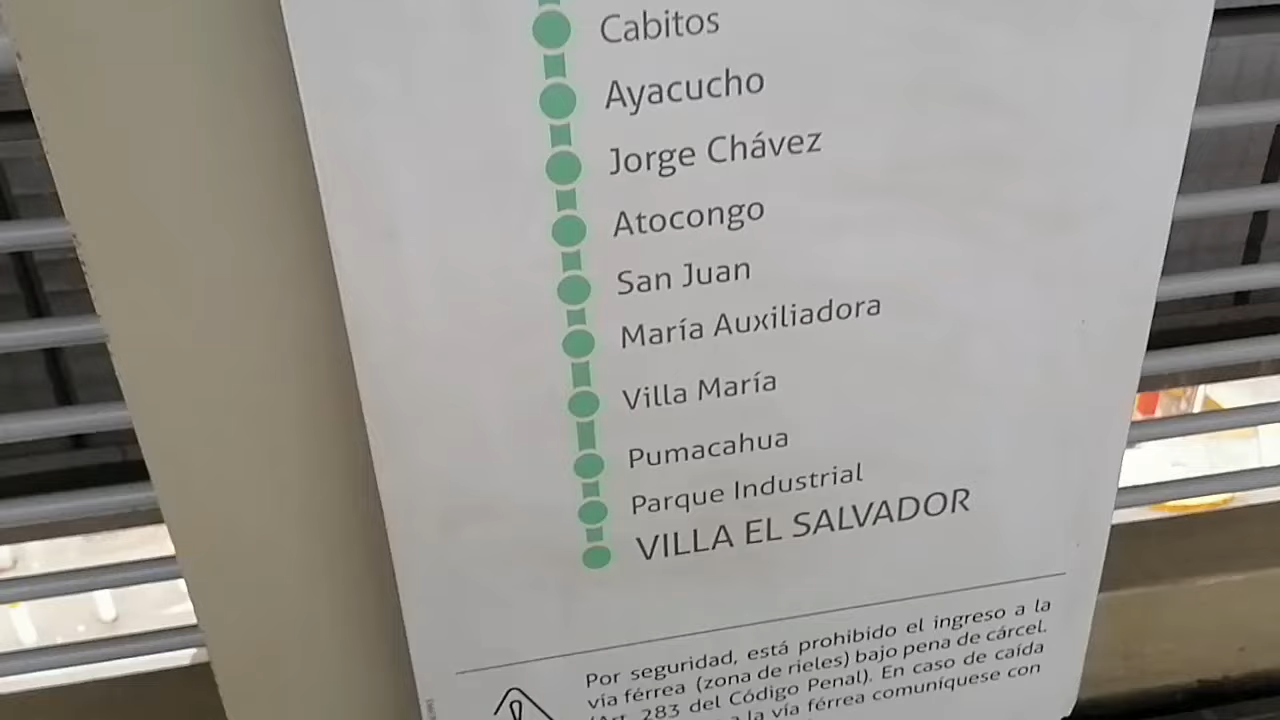 Cabitos
Ayacucho
Jorge Chávez
Atocongo
San Juan
María Auxiliadora
Villa María
Pumacahua
Parque Industrial
VILLA EL SALVADOR
Por seguridad, está prohibido el ingreso a la
vía férrea (zona de rieles) bajo pena de cárcel.
(Art. 283 del Código Penal). En caso de caída
a la vía férrea comuníquese con